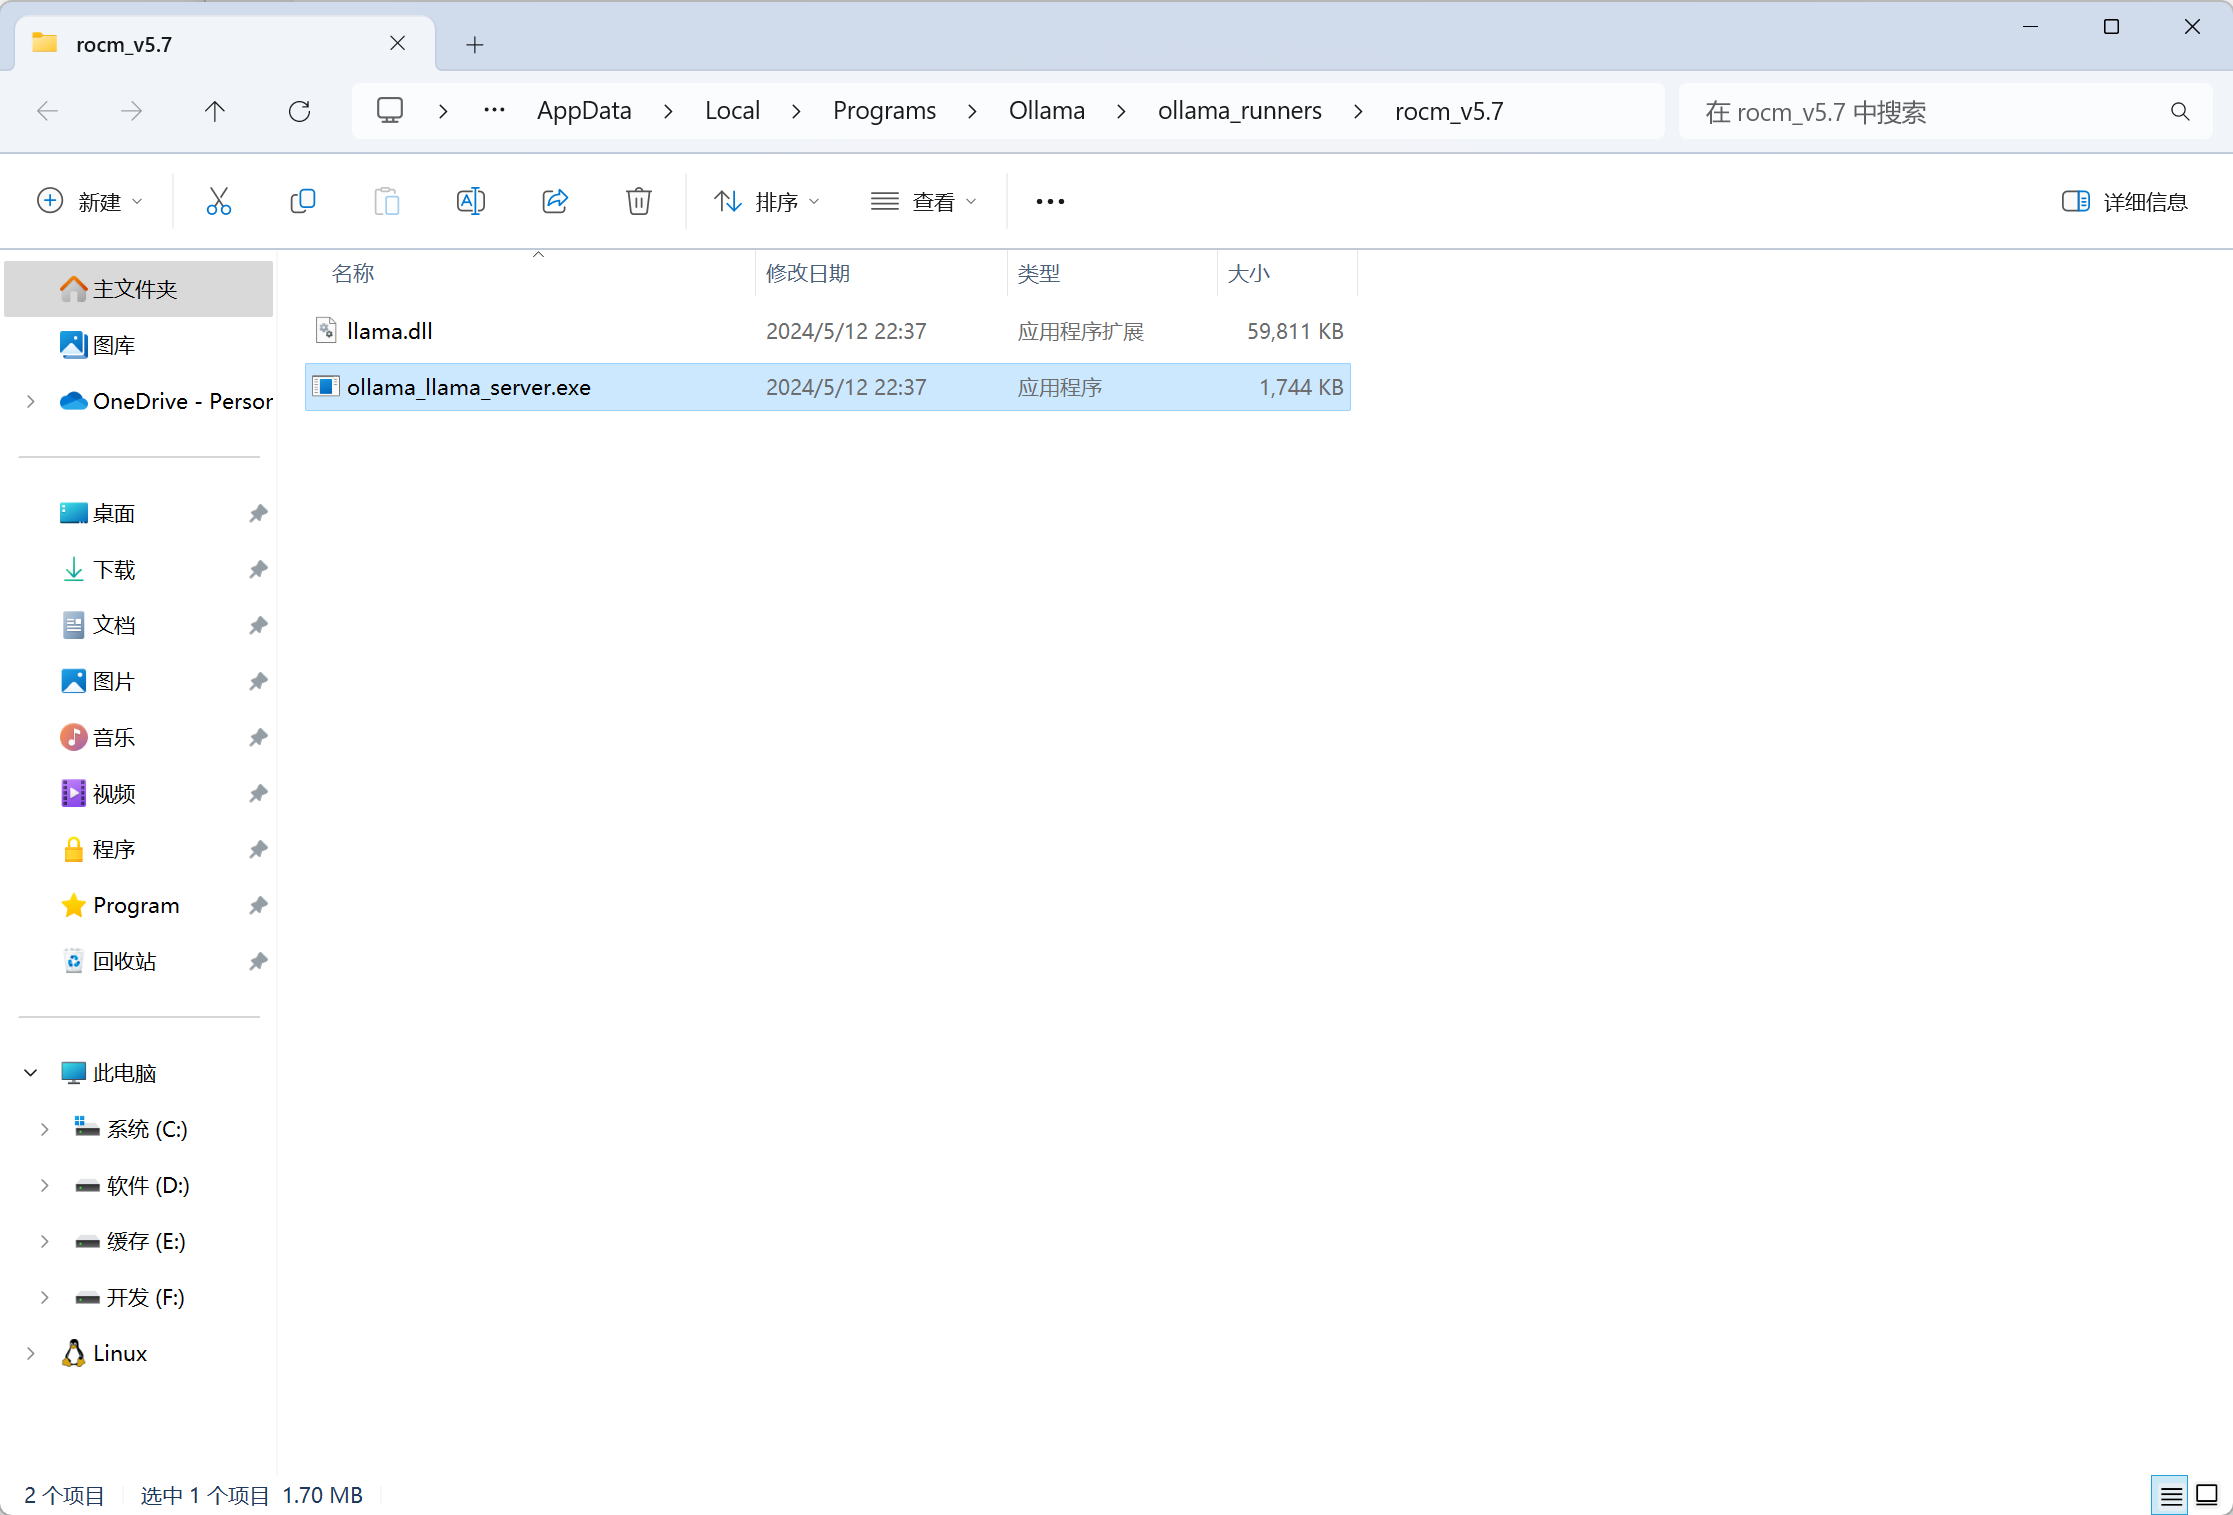 rocm_v5.7
AppData Local Programs Ollama ollama_runners rocm_v5.7
在 rocm_v5.7 中搜索
新建 排序 查看 详细信息
名称 修改日期 类型 大小
llama.dll 2024/5/12 22:37 应用程序扩展 59,811 KB
ollama_llama_server.exe 2024/5/12 22:37 应用程序 1,744 KB
主文件夹
图库
OneDrive - Person
桌面
下载
文档
图片
音乐
视频
程序
Program
回收站
此电脑
系统 (C:)
软件 (D:)
缓存 (E:)
开发 (F:)
Linux
2 个项目 选中 1 个项目 1.70 MB